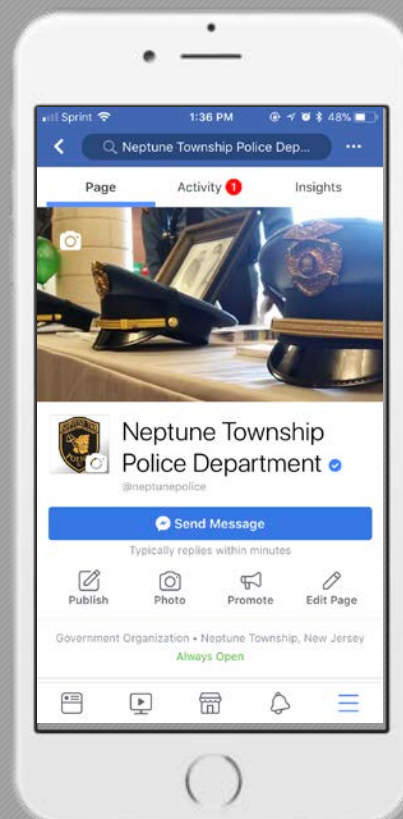 Sprint 1:36 PM 48%
Neptune Township Police Dep...
Page Activity 1 Insights
Neptune Township
Police Department
@neptunepolice
Send Message
Typically replies within minutes
Publish Photo Promote Edit Page
Government Organization • Neptune Township, New Jersey
Always Open